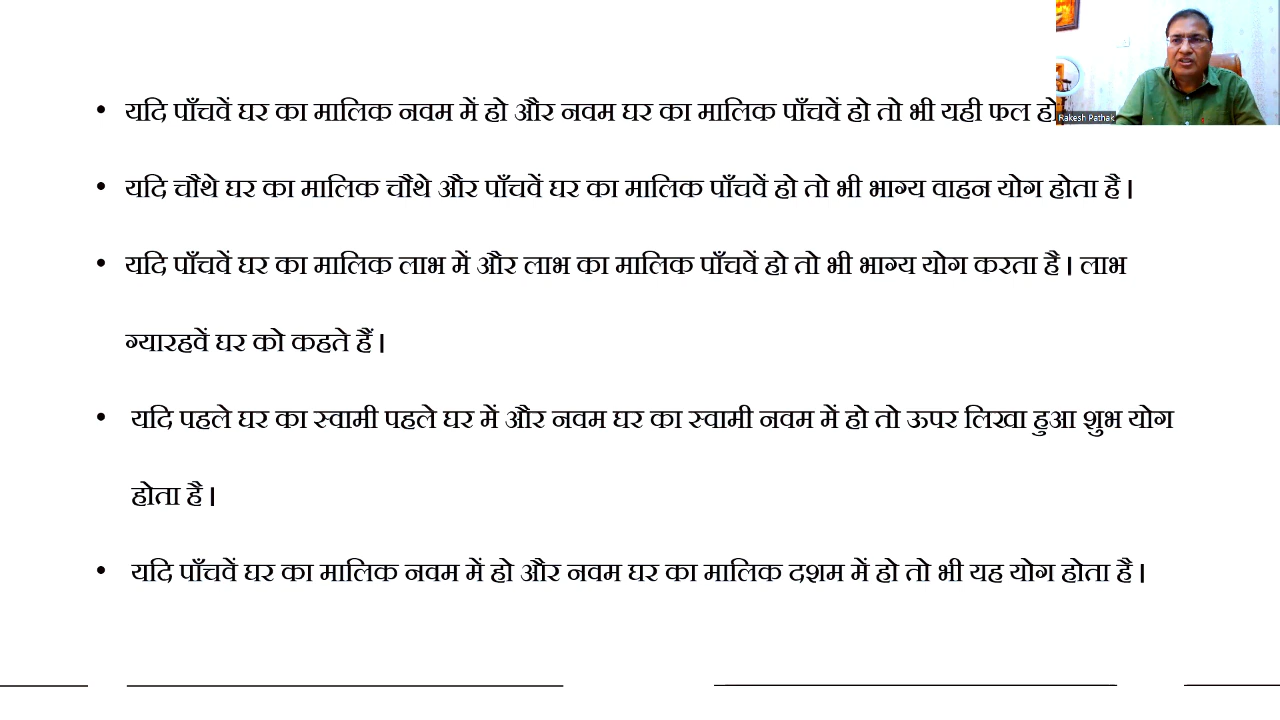 • यदि पाँचवें घर का मालिक नवम में हो और नवम घर का मालिक पाँचवें हो तो भी यही फल हो
Rakesh Pathak
• यदि चौथे घर का मालिक चौथे और पाँचवें घर का मालिक पाँचवें हो तो भी भाग्य वाहन योग होता है।
• यदि पाँचवें घर का मालिक लाभ में और लाभ का मालिक पाँचवें हो तो भी भाग्य योग करता है। लाभ
ग्यारहवें घर को कहते हैं।
• यदि पहले घर का स्वामी पहले घर में और नवम घर का स्वामी नवम में हो तो ऊपर लिखा हुआ शुभ योग
होता है।
• यदि पाँचवें घर का मालिक नवम में हो और नवम घर का मालिक दशम में हो तो भी यह योग होता है।